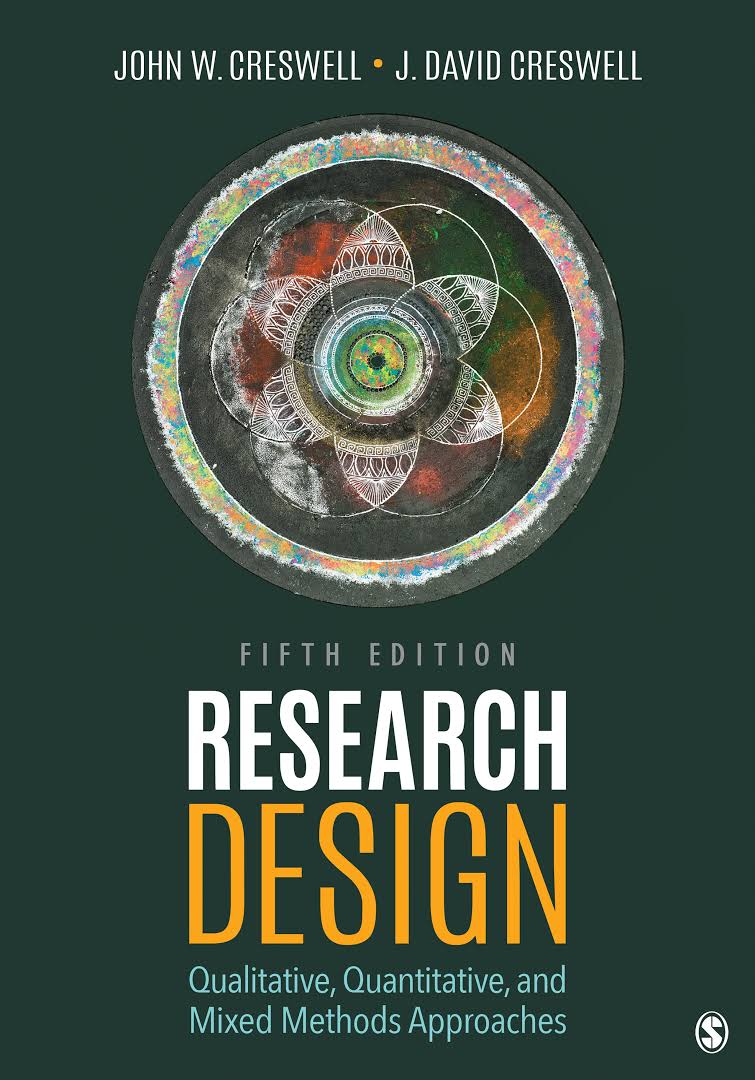 JOHN W. CRESWELL • J. DAVID CRESWELL
FIFTH EDITION
RESEARCH
DESIGN
Qualitative, Quantitative, and
Mixed Methods Approaches
S